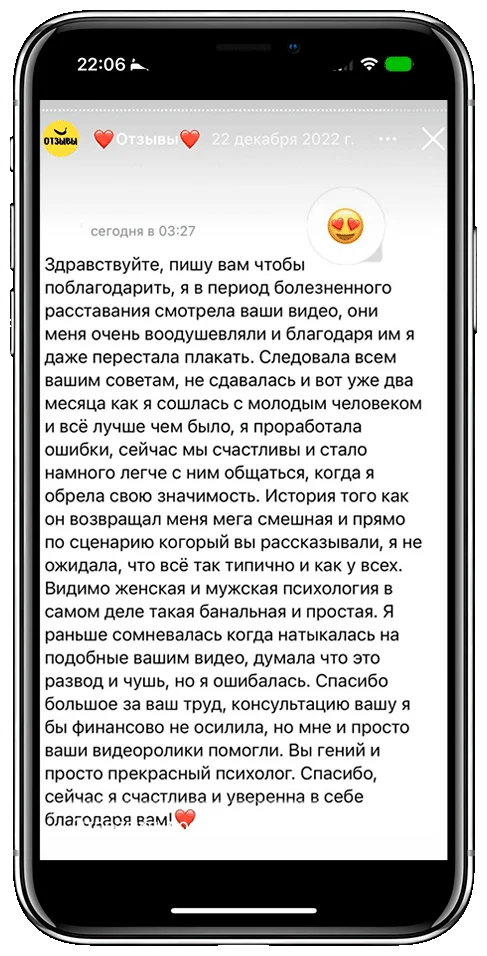 22:06
ОТЗЫВЫ
❤️Отзывы❤️ 22 декабря 2022 г. ...
сегодня в 03:27
Здравствуйте, пишу вам чтобы
поблагодарить, я в период болезненного
расставания смотрела ваши видео, они
меня очень воодушевляли и благодаря им я
даже перестала плакать. Следовала всем
вашим советам, не сдавалась и вот уже два
месяца как я сошлась с молодым человеком
и всё лучше чем было, я проработала
ошибки, сейчас мы счастливы и стало
намного легче с ним общаться, когда я
обрела свою значимость. История того как
он возвращал меня мега смешная и прямо
по сценарию когорый вы рассказывали, я не
ожидала, что всё так типично и как у всех.
Видимо женская и мужская психология в
самом деле такая банальная и простая. Я
раньше сомневалась когда натыкалась на
подобные вашим видео, думала что это
развод и чушь, но я ошибалась. Спасибо
большое за ваш труд, консультацию вашу я
бы финансово не осилила, но мне и просто
ваши видеоролики помогли. Вы гений и
просто прекрасный психолог. Спасибо,
сейчас я счастлива и уверенна в себе
благодаря вам!❤️